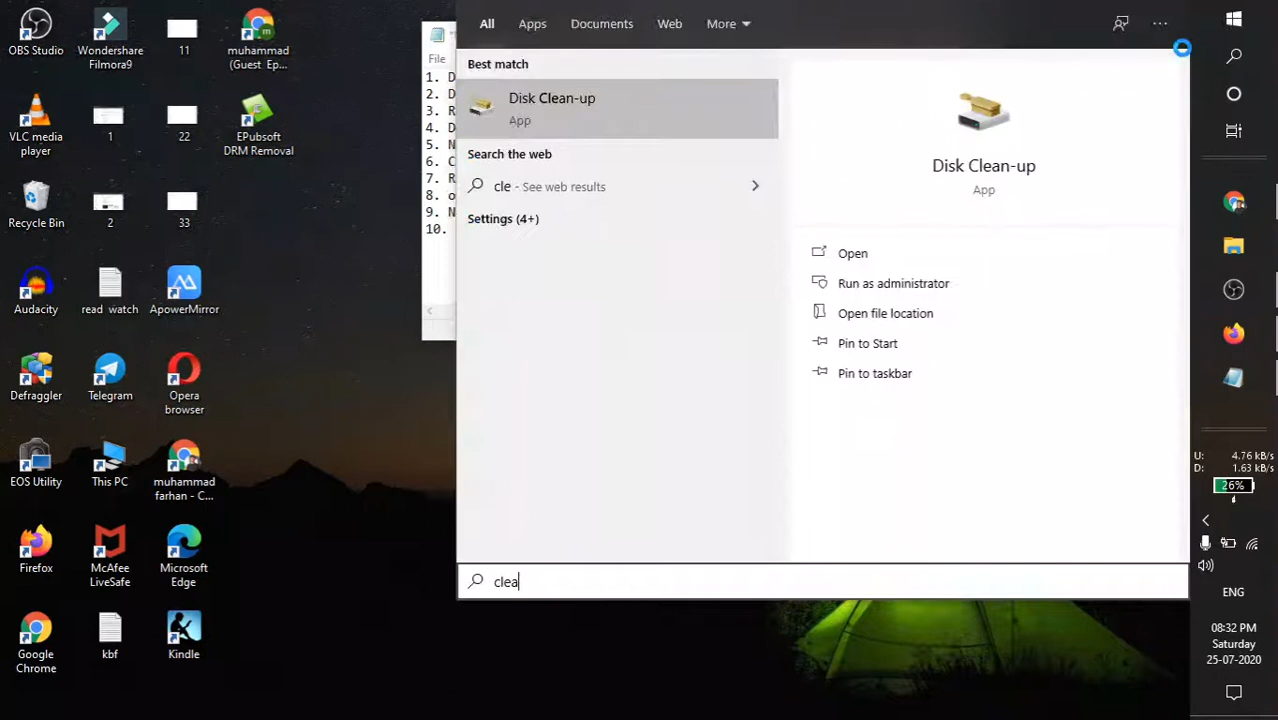 OBS Studio
Wondershare
Filmora9
11
muhammad
(Guest Ep...
VLC media
player
1
22
EPubsoft
DRM Removal
Recycle Bin
2
33
Audacity
read watch
ApowerMirror
Defraggler
Telegram
Opera
browser
EOS Utility
This PC
muhammad
farhan - C...
Firefox
McAfee
LiveSafe
Microsoft
Edge
Google
Chrome
kbf
Kindle
File
1. D
2. D
3. R
4. D
5. N
6. C
7. R
8. o
9. N
10.
All Apps Documents Web More
Best match
Disk Clean-up
App
Search the web
cle - See web results
Settings (4+)
Disk Clean-up
App
Open
Run as administrator
Open file location
Pin to Start
Pin to taskbar
clea
U: 4.76 kB/s
D: 1.63 kB/s
26%
ENG
08:32 PM
Saturday
25-07-2020